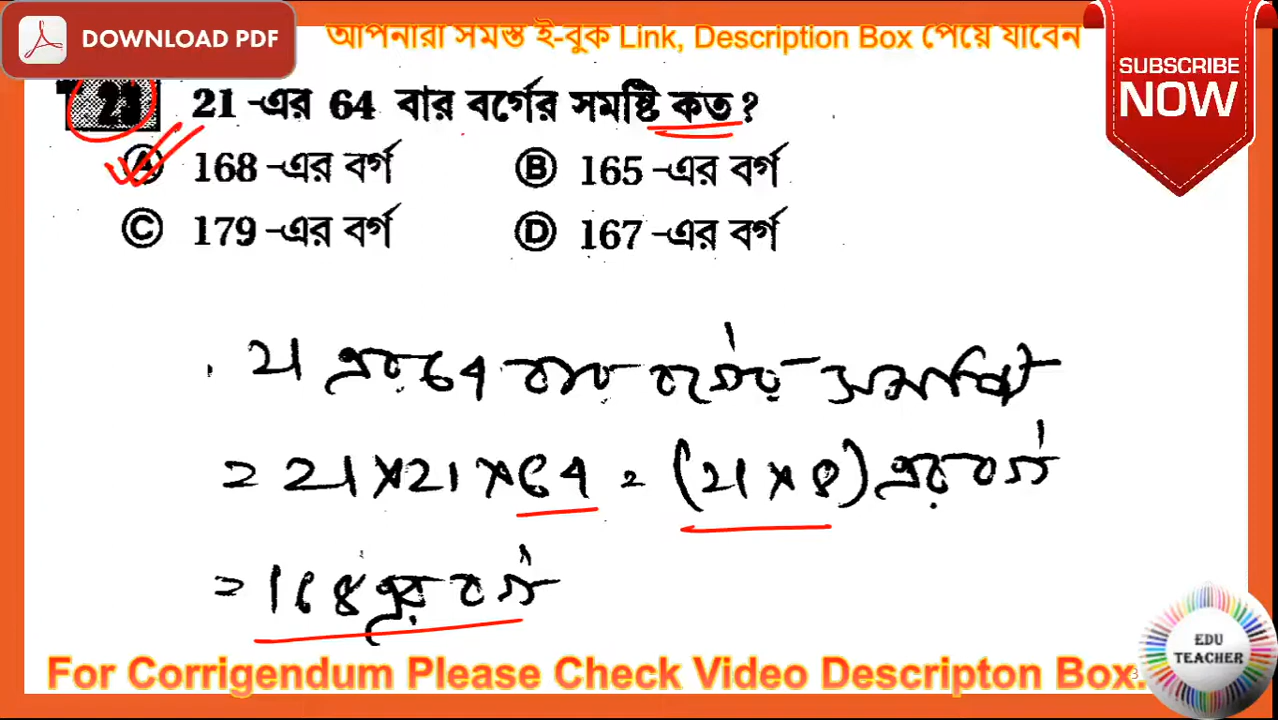 DOWNLOAD PDF
আপনারা সমস্ত ই-বুক Link, Description Box পেয়ে যাবেন
SUBSCRIBE
NOW
23 21 -এর 64 বার বর্গের সমষ্টি কত?
A 168 -এর বর্গ B 165 -এর বর্গ
C 179 -এর বর্গ D 167 -এর বর্গ
21 এর 64 বার বর্গের সমষ্টি
= 21 × 21 × 64 = (21 × 8) এর বর্গ
= 168 এর বর্গ
EDU
TEACHER
For Corrigendum Please Check Video Descripton Box.